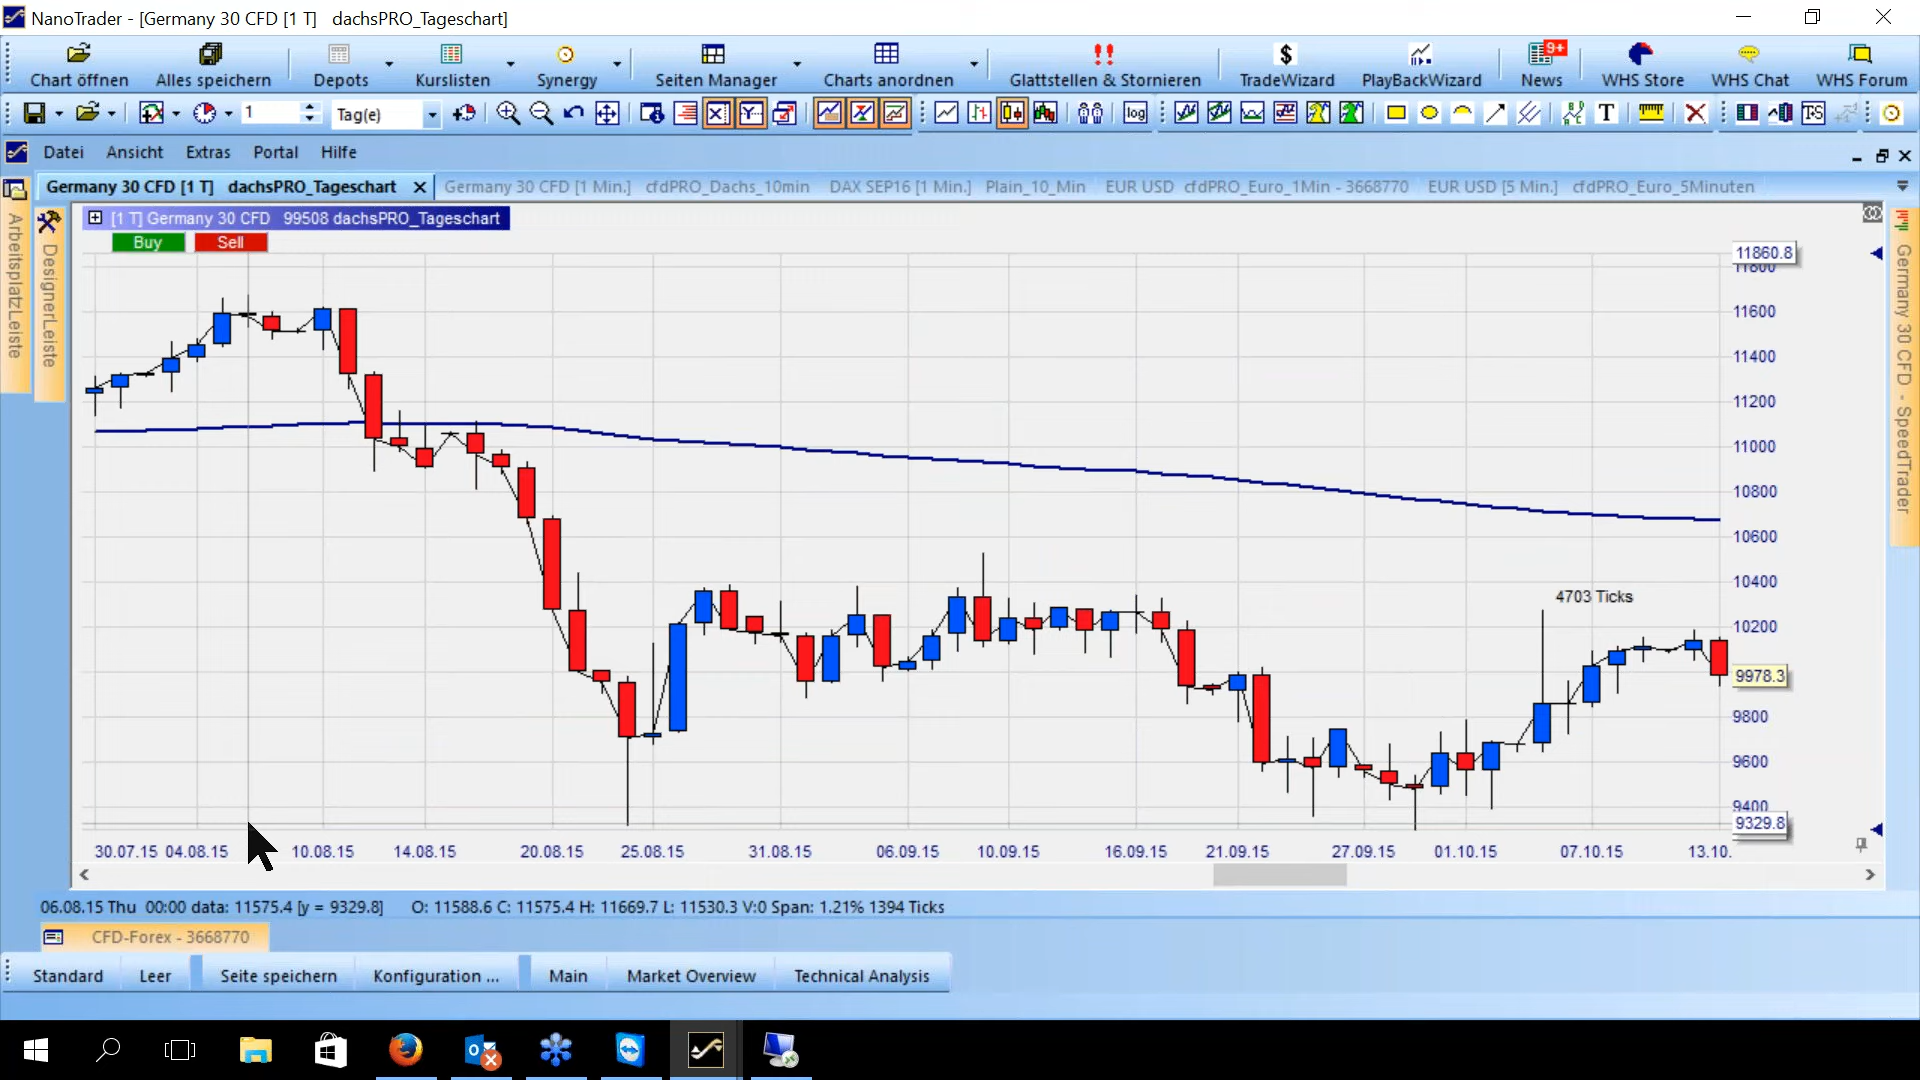 NanoTrader - [Germany 30 CFD [1 T]   dachsPRO_Tageschart]
Chart öffnen Alles speichern Depots Kurslisten Synergy Seiten Manager Charts anordnen Glattstellen & Stornieren TradeWizard PlayBackWizard 9+ News WHS Store WHS Chat WHS Forum
1 Tag(e) log T TS
Datei Ansicht Extras Portal Hilfe
Germany 30 CFD [1 T]   dachsPRO_Tageschart Germany 30 CFD [1 Min.]   cfdPRO_Dachs_10min DAX SEP16 [1 Min.]   Plain_10_Min EUR USD   cfdPRO_Euro_1Min - 3668770 EUR USD [5 Min.]   cfdPRO_Euro_5Minuten
ArbeitsplatzLeiste
DesignerLeiste
[1 T] Germany 30 CFD   99508 dachsPRO_Tageschart
Buy Sell
Germany 30 CFD - SpeedTrader
11860.8
11800
11600
11400
11200
11000
10800
10600
10400
4703 Ticks
10200
9978.3
9800
9600
9400
9329.8
30.07.15 04.08.15 10.08.15 14.08.15 20.08.15 25.08.15 31.08.15 06.09.15 10.09.15 16.09.15 21.09.15 27.09.15 01.10.15 07.10.15 13.10.
06.08.15 Thu   00:00 data: 11575.4 [y = 9329.8]   O: 11588.6 C: 11575.4 H: 11669.7 L: 11530.3 V:0 Span: 1.21% 1394 Ticks
CFD-Forex - 3668770
Standard Leer Seite speichern Konfiguration ... Main Market Overview Technical Analysis